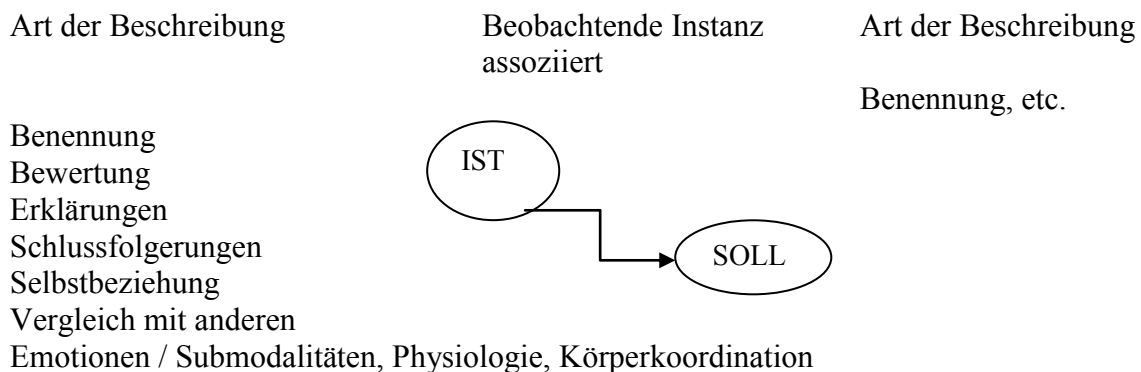 Art der Beschreibung Beobachtende Instanz Art der Beschreibung
assoziiert
Benennung, etc.
Benennung
Bewertung
IST
Erklärungen
Schlussfolgerungen
SOLL
Selbstbeziehung
Vergleich mit anderen
Emotionen / Submodalitäten, Physiologie, Körperkoordination